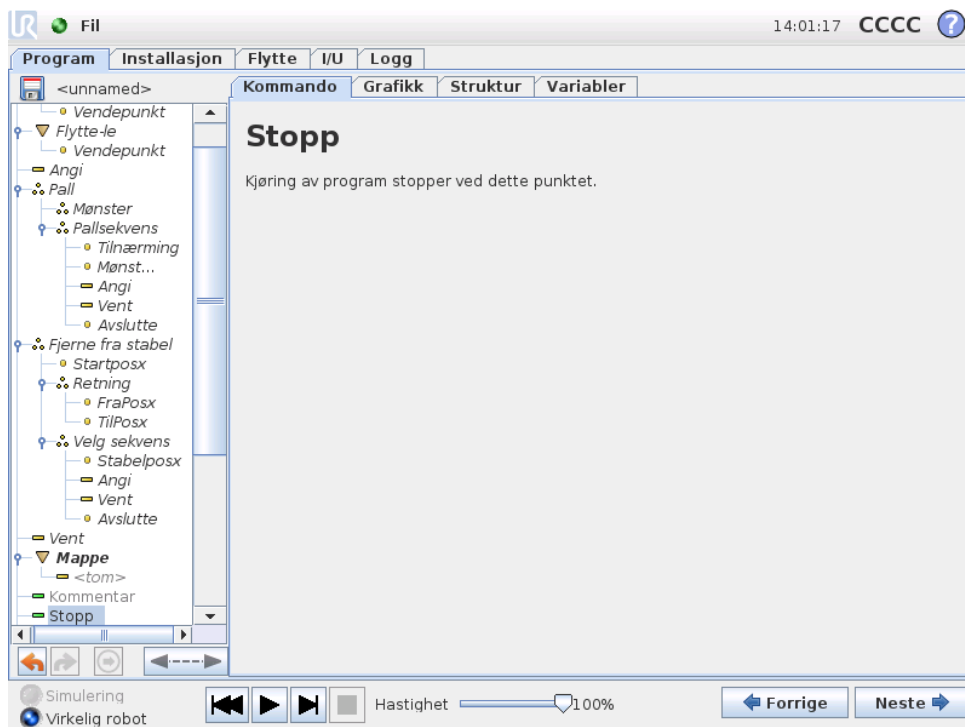 UR Fil 14:01:17 CCCC ?
Program Installasjon Flytte I/U Logg
<unnamed>
Kommando Grafikk Struktur Variabler
Vendepunkt
Flytte-le
Vendepunkt
Angi
Pall
Mønster
Pallsekvens
Tilnærming
Mønst...
Angi
Vent
Avslutte
Fjerne fra stabel
Startposx
Retning
FraPosx
TilPosx
Velg sekvens
Stabelposx
Angi
Vent
Avslutte
Vent
Mappe
<tom>
Kommentar
Stopp
Stopp
Kjøring av program stopper ved dette punktet.
Simulering
Virkelig robot
Hastighet 100%
Forrige Neste